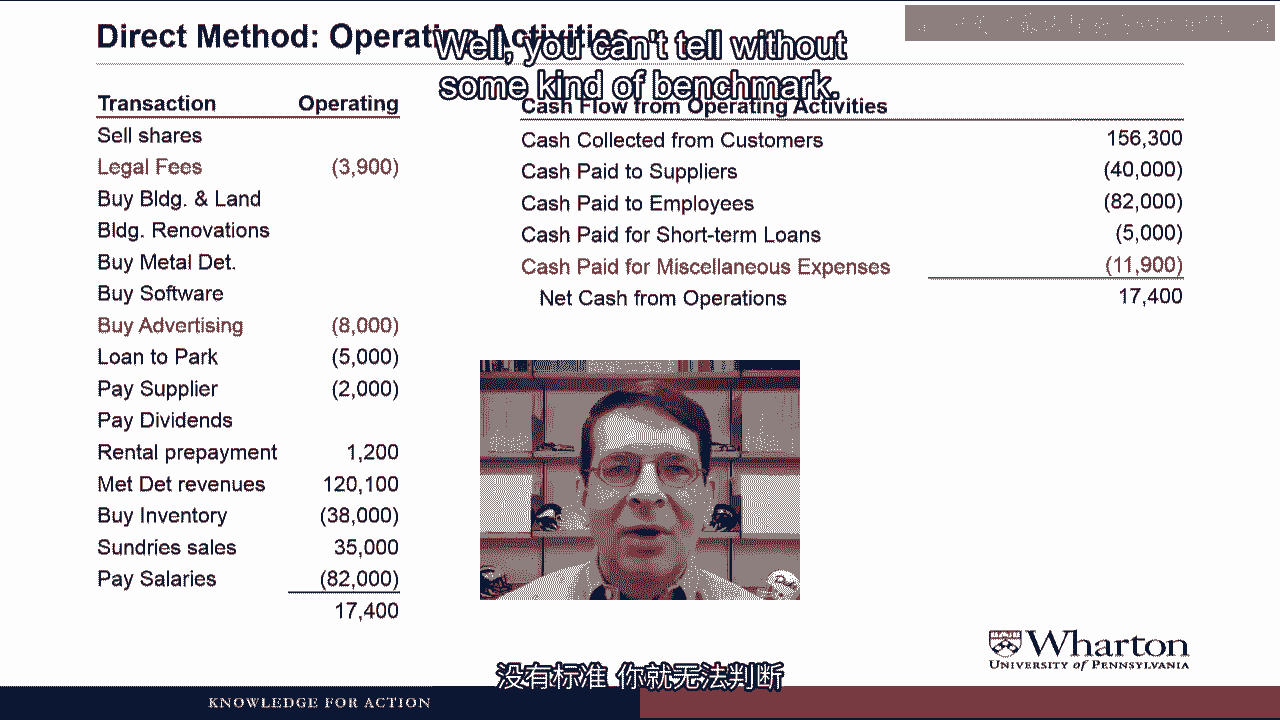 Direct Method: Operating Activities
Well, you can't tell without
some kind of benchmark.
Transaction Operating
Sell shares
Legal Fees (3,900)
Buy Bldg. & Land
Bldg. Renovations
Buy Metal Det.
Buy Software
Buy Advertising (8,000)
Loan to Park (5,000)
Pay Supplier (2,000)
Pay Dividends
Rental prepayment 1,200
Met Det revenues 120,100
Buy Inventory (38,000)
Sundries sales 35,000
Pay Salaries (82,000)
17,400
Cash Flow from Operating Activities
Cash Collected from Customers 156,300
Cash Paid to Suppliers (40,000)
Cash Paid to Employees (82,000)
Cash Paid for Short-term Loans (5,000)
Cash Paid for Miscellaneous Expenses (11,900)
Net Cash from Operations 17,400
Wharton
UNIVERSITY of PENNSYLVANIA
没有标准 你就无法判断
KNOWLEDGE FOR ACTION